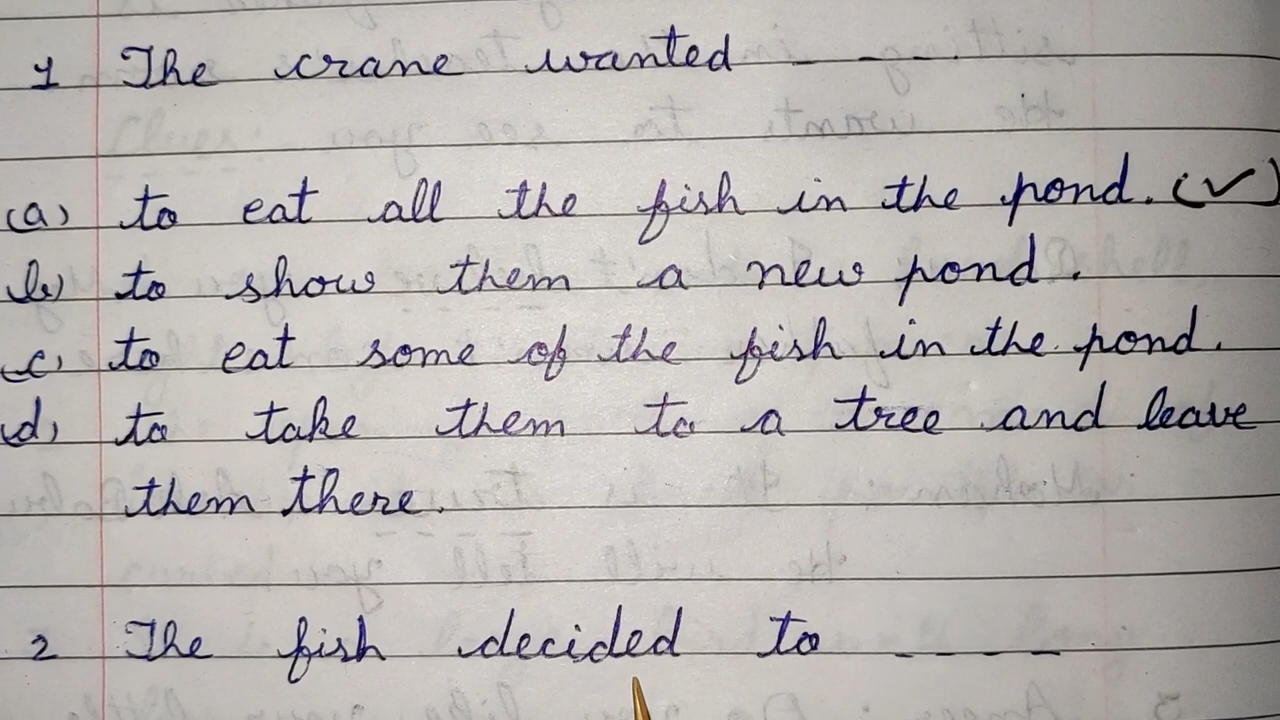 1 The crane wanted - - - -
(a) to eat all the fish in the pond. (✓)
b) to show them a new pond.
c) to eat some of the fish in the pond.
d) to take them to a tree and leave
them there.
2 The fish decided to - - - -